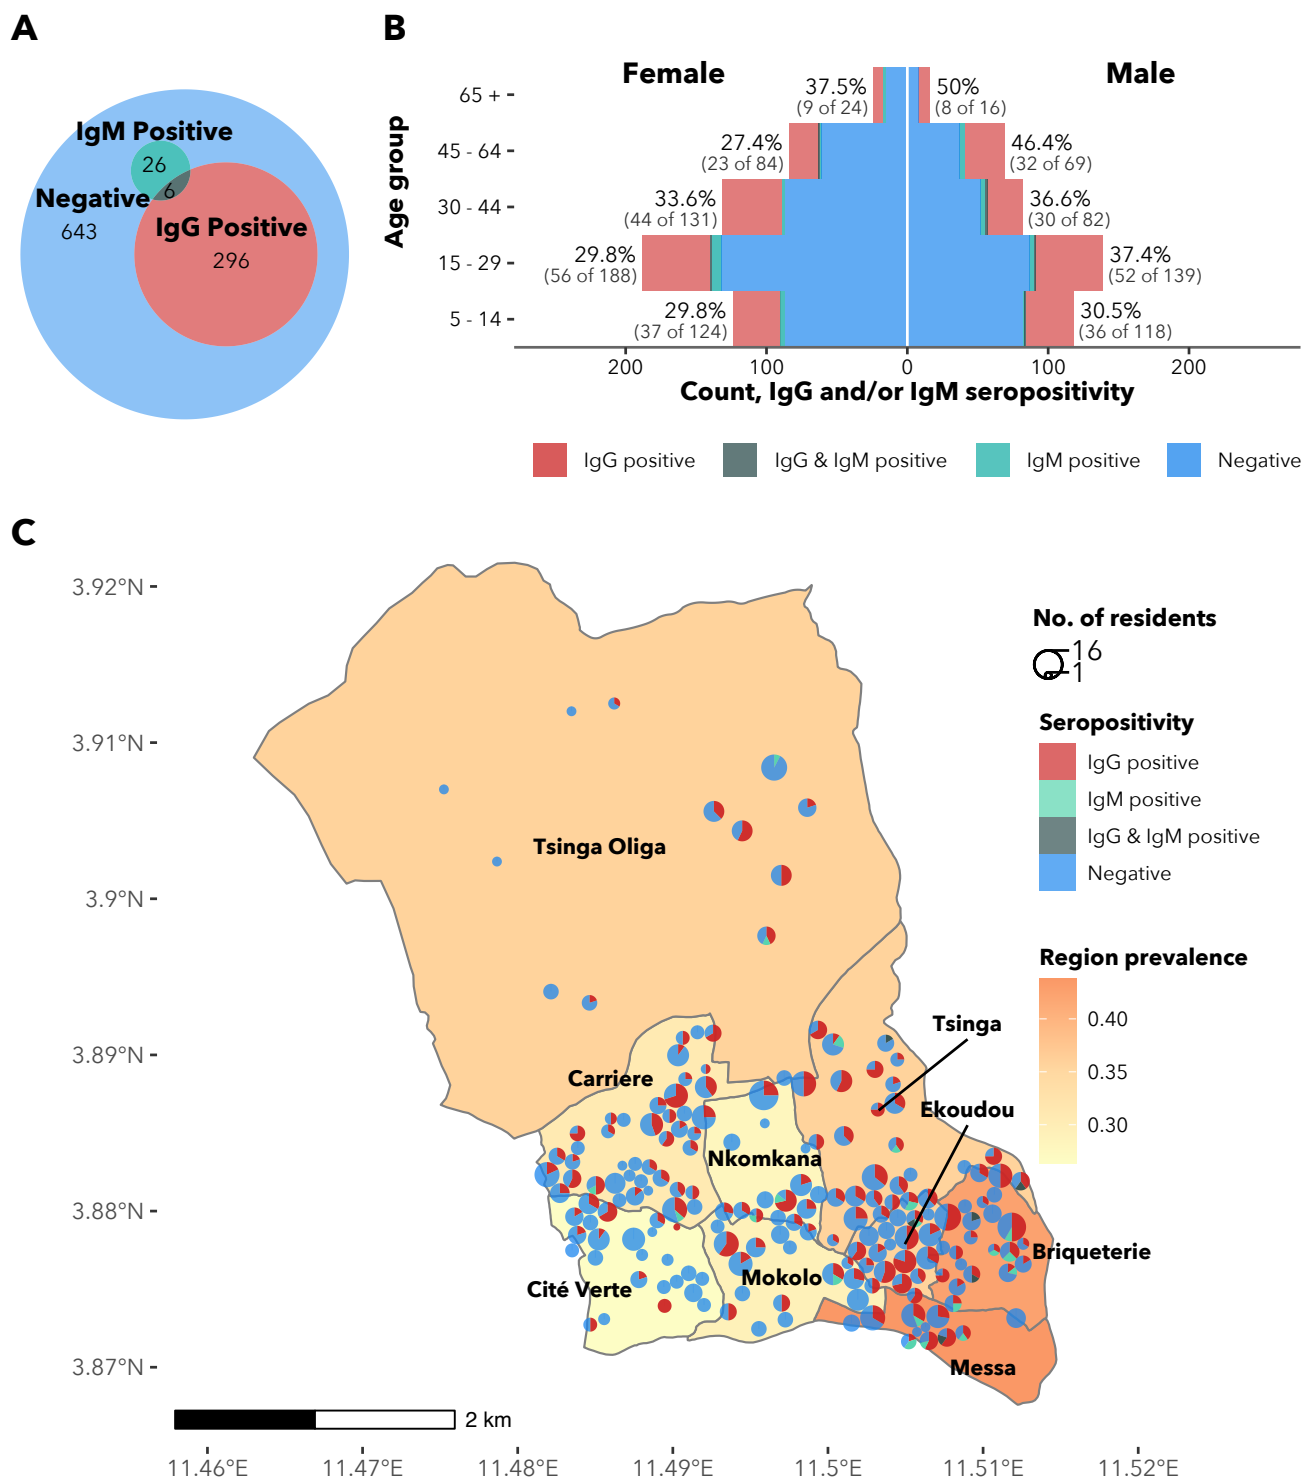 A
IgM Positive
26
6
Negative
643
IgG Positive
296
B
Female
Male
Age group
65 +
45 - 64
30 - 44
15 - 29
5 - 14
37.5%
(9 of 24)
50%
(8 of 16)
27.4%
(23 of 84)
46.4%
(32 of 69)
33.6%
(44 of 131)
36.6%
(30 of 82)
29.8%
(56 of 188)
37.4%
(52 of 139)
29.8%
(37 of 124)
30.5%
(36 of 118)
200 100 0 100 200
Count, IgG and/or IgM seropositivity
IgG positive IgG & IgM positive IgM positive Negative
C
3.92°N
3.91°N
3.9°N
3.89°N
3.88°N
3.87°N
Tsinga Oliga
Tsinga
Carriere
Ekoudou
Nkomkana
Briqueterie
Mokolo
Cité Verte
Messa
No. of residents
16
1
Seropositivity
IgG positive
IgM positive
IgG & IgM positive
Negative
Region prevalence
0.40
0.35
0.30
2 km
11.46°E 11.47°E 11.48°E 11.49°E 11.5°E 11.51°E 11.52°E